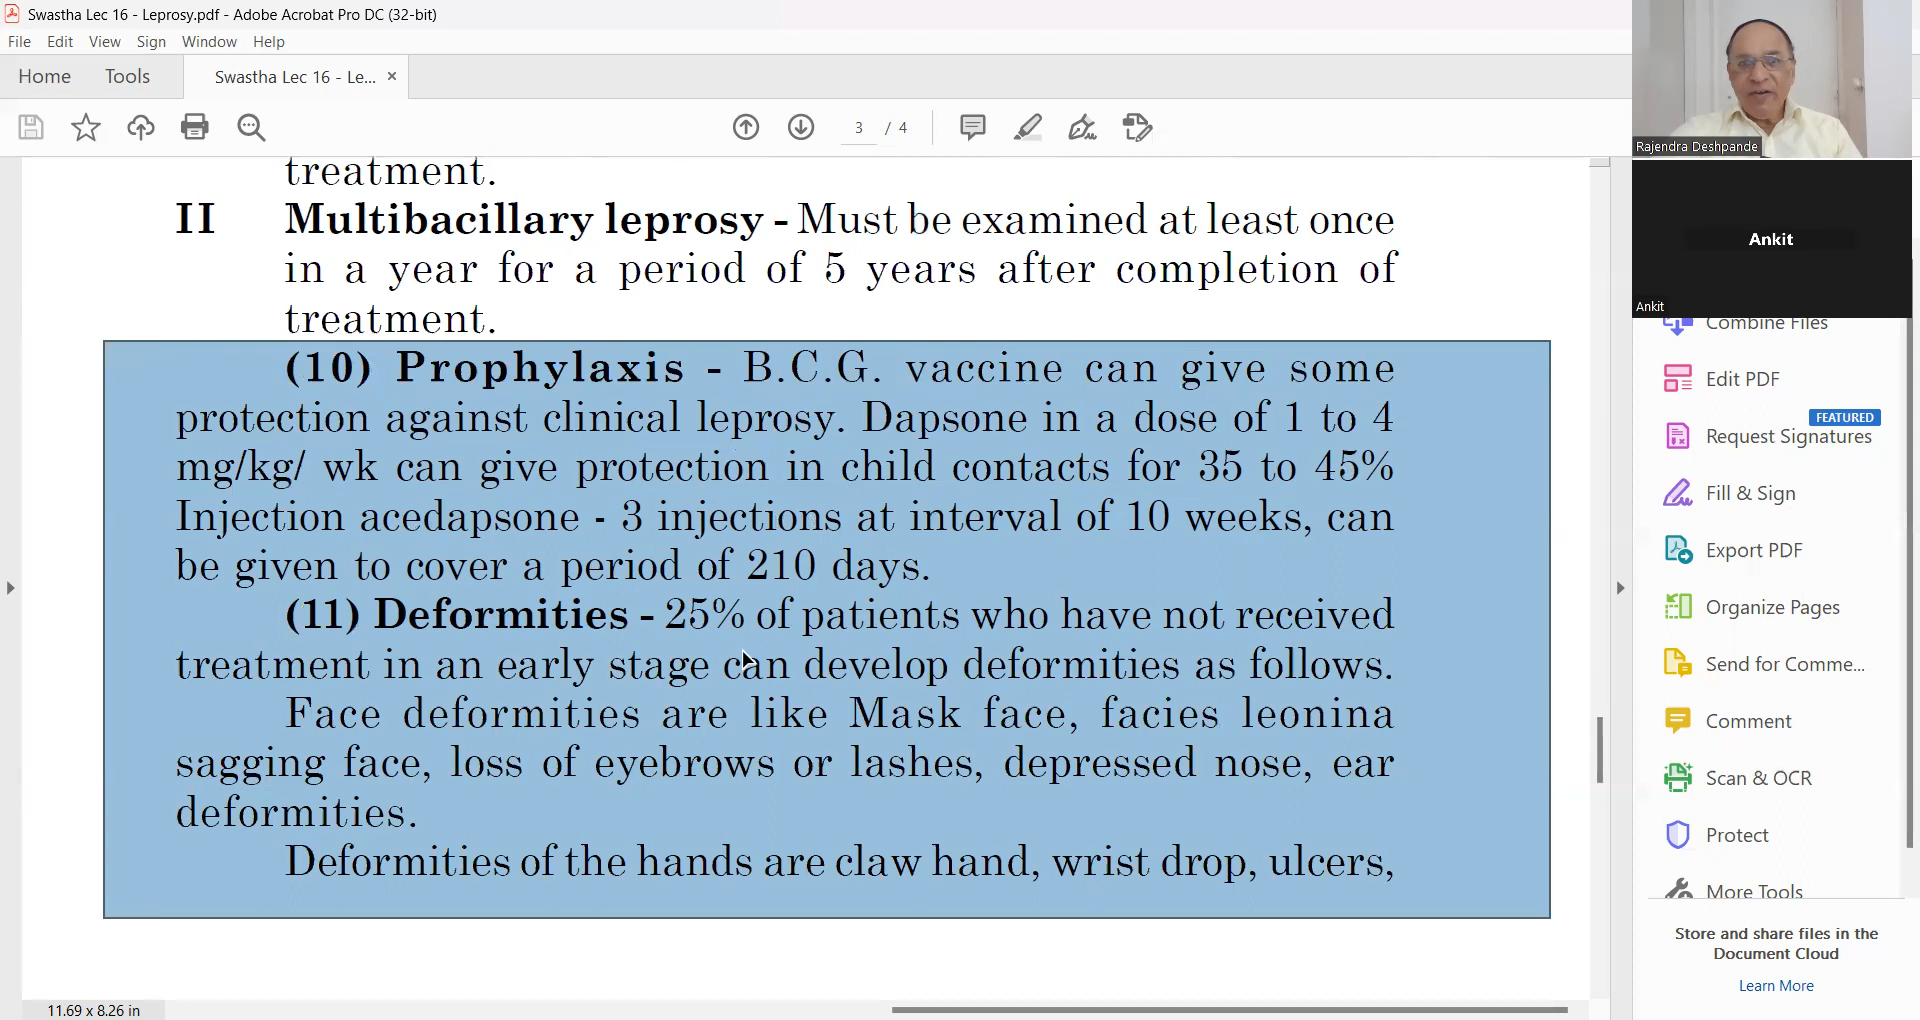 Swastha Lec 16 - Leprosy.pdf - Adobe Acrobat Pro DC (32-bit)
File Edit View Sign Window Help
Home Tools Swastha Lec 16 - Le... ×
3 / 4
treatment.
II Multibacillary leprosy - Must be examined at least once
in a year for a period of 5 years after completion of
treatment.
(10) Prophylaxis - B.C.G. vaccine can give some
protection against clinical leprosy. Dapsone in a dose of 1 to 4
mg/kg/ wk can give protection in child contacts for 35 to 45%
Injection acedapsone - 3 injections at interval of 10 weeks, can
be given to cover a period of 210 days.
(11) Deformities - 25% of patients who have not received
treatment in an early stage can develop deformities as follows.
Face deformities are like Mask face, facies leonina
sagging face, loss of eyebrows or lashes, depressed nose, ear
deformities.
Deformities of the hands are claw hand, wrist drop, ulcers,
11.69 x 8.26 in
Rajendra Deshpande
Ankit
Ankit
Combine Files
Edit PDF
FEATURED
Request Signatures
Fill & Sign
Export PDF
Organize Pages
Send for Comme...
Comment
Scan & OCR
Protect
More Tools
Store and share files in the
Document Cloud
Learn More